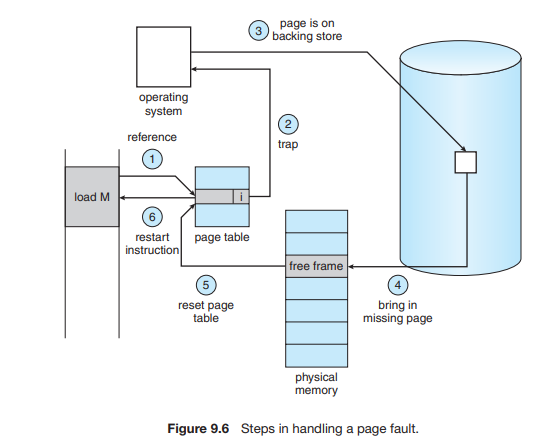 3
page is on
backing store
operating
system
2
trap
reference
1
load M
i
6
restart
instruction
page table
free frame
5
reset page
table
4
bring in
missing page
physical
memory
Figure 9.6 Steps in handling a page fault.